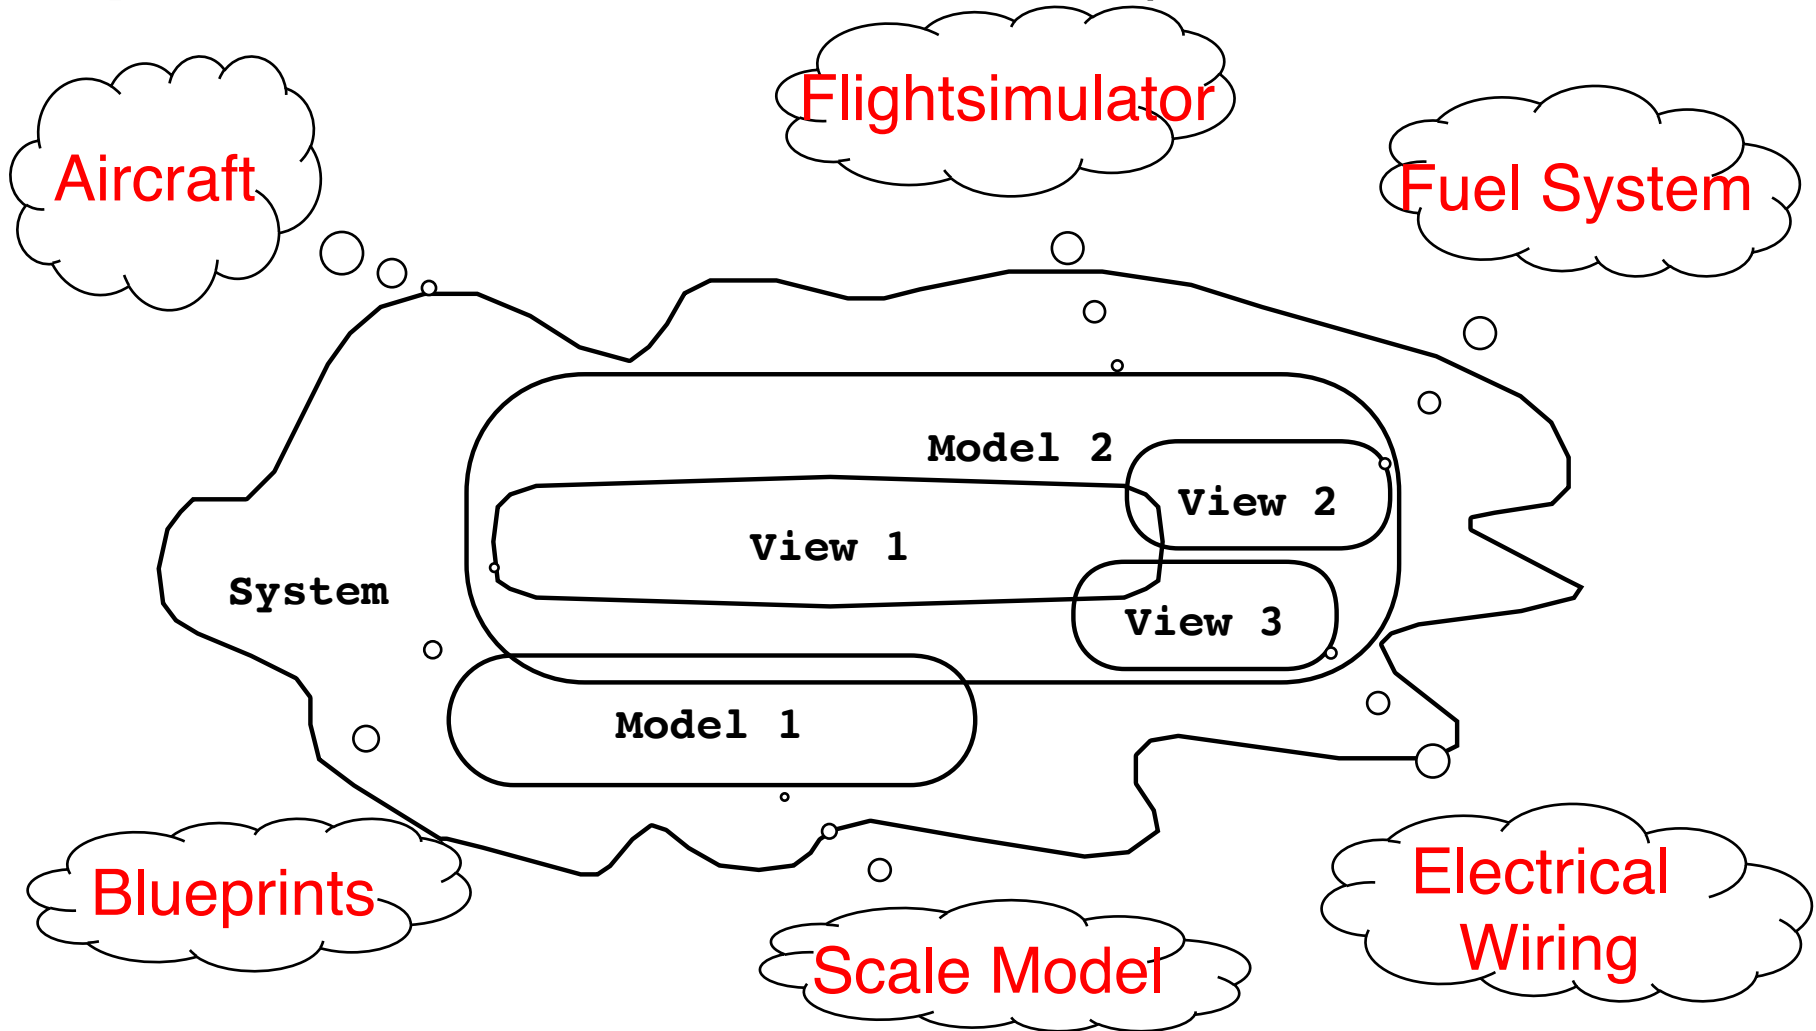 Flightsimulator
Aircraft
Fuel System
Model 2
View 2
View 1
System
View 3
Model 1
Blueprints
Electrical
Wiring
Scale Model